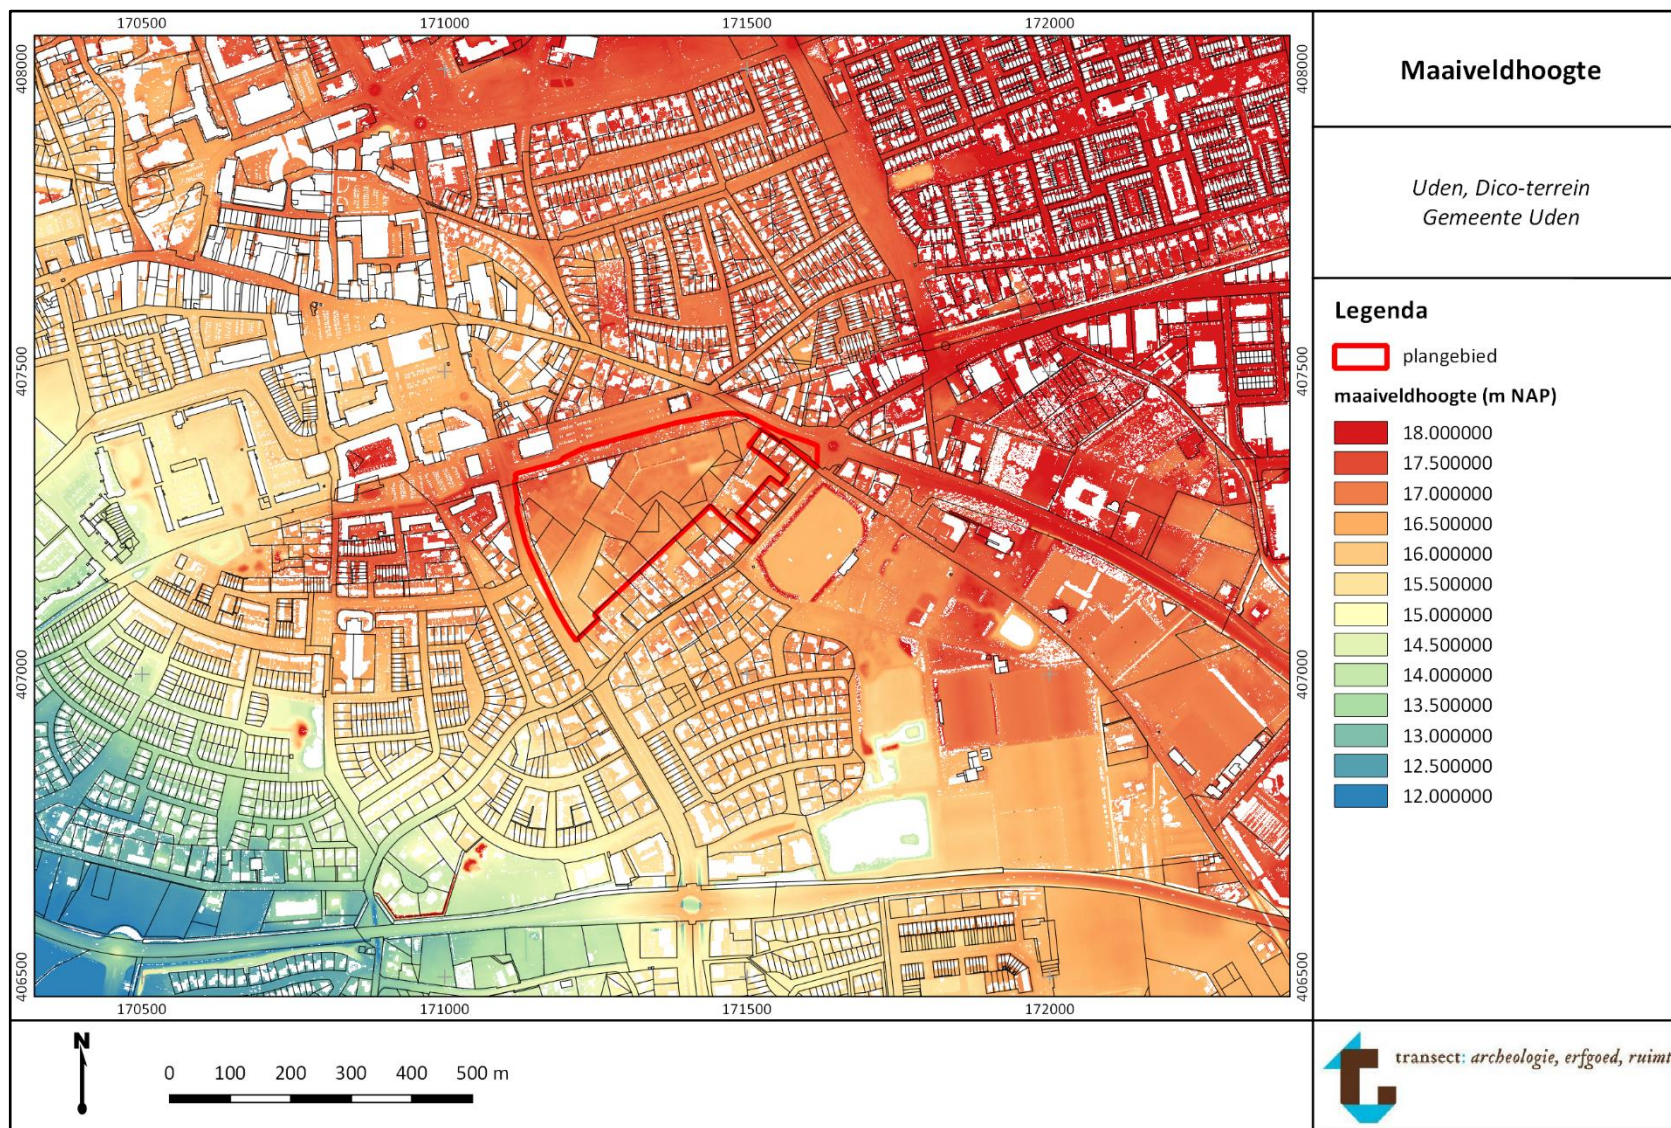 170500 171000 171500 172000
408000
407500
407000
406500
408000
407500
407000
406500
170500 171000 171500 172000
Maaiveldhoogte
Uden, Dico-terrein
Gemeente Uden
Legenda
plangebied
maaiveldhoogte (m NAP)
18.000000
17.500000
17.000000
16.500000
16.000000
15.500000
15.000000
14.500000
14.000000
13.500000
13.000000
12.500000
12.000000
N
0 100 200 300 400 500 m
transect: archeologie, erfgoed, ruimt